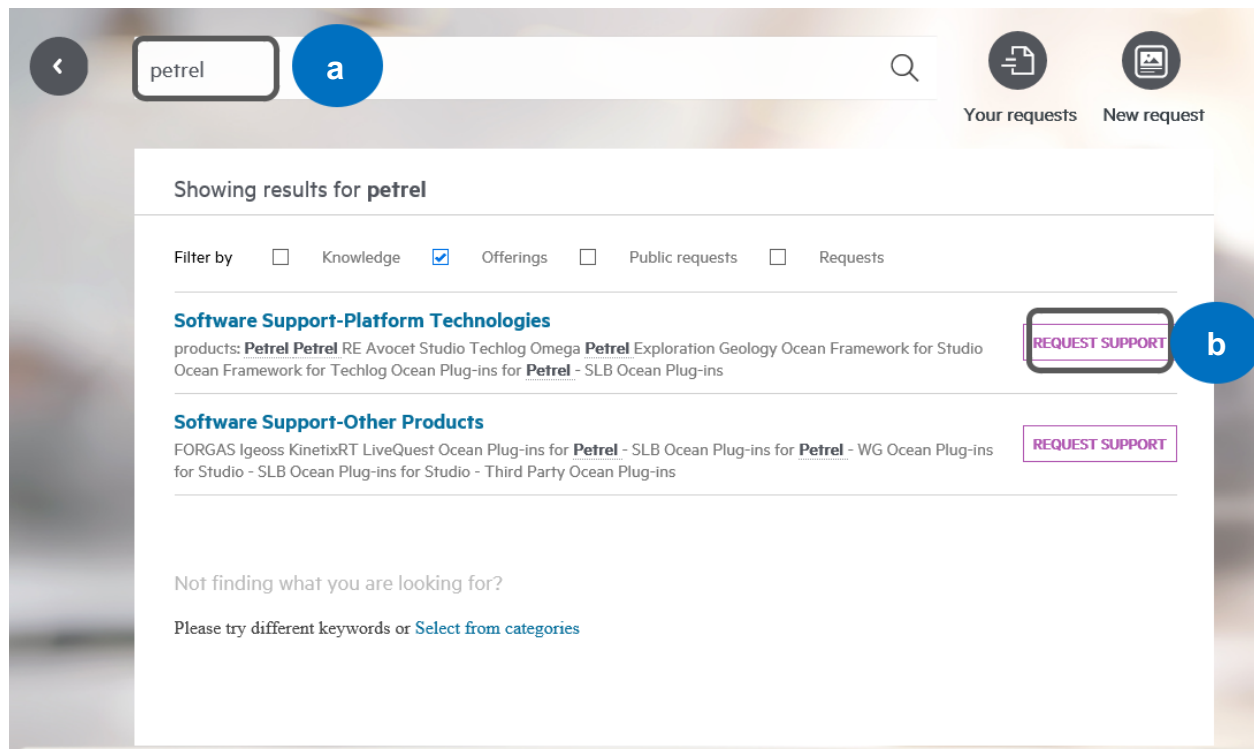 petrel
a
Your requests
New request
Showing results for petrel
Filter by Knowledge Offerings Public requests Requests
Software Support-Platform Technologies
products: Petrel Petrel RE Avocet Studio Techlog Omega Petrel Exploration Geology Ocean Framework for Studio
Ocean Framework for Techlog Ocean Plug-ins for Petrel - SLB Ocean Plug-ins
REQUEST SUPPORT
b
Software Support-Other Products
FORGAS Igeoss KinetixRT LiveQuest Ocean Plug-ins for Petrel - SLB Ocean Plug-ins for Petrel - WG Ocean Plug-ins
for Studio - SLB Ocean Plug-ins for Studio - Third Party Ocean Plug-ins
REQUEST SUPPORT
Not finding what you are looking for?
Please try different keywords or Select from categories